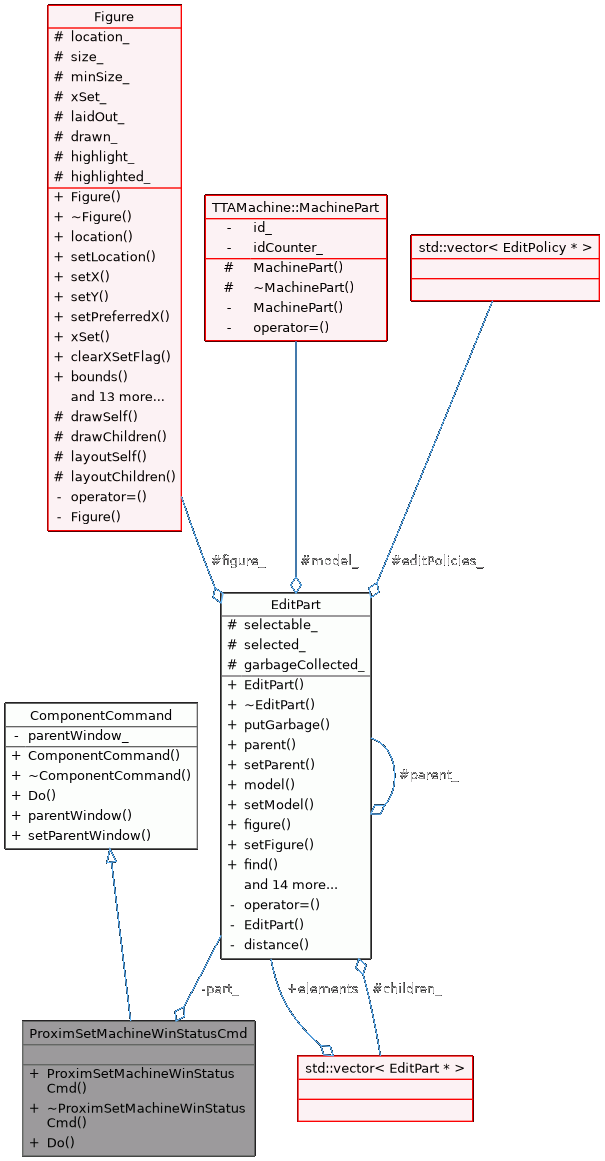 Figure
# location_
# size_
# minSize_
# xSet_
# laidOut_
# drawn_
# highlight_
# highlighted_
+ Figure()
+ ~Figure()
+ location()
+ setLocation()
+ setX()
+ setY()
+ setPreferredX()
+ xSet()
+ clearXSetFlag()
+ bounds()
and 13 more...
# drawSelf()
# drawChildren()
# layoutSelf()
# layoutChildren()
- operator=()
- Figure()
TTAMachine::MachinePart
- id_
- idCounter_
# MachinePart()
# ~MachinePart()
- MachinePart()
- operator=()
std::vector< EditPolicy * >
#figure_
#model_
#editPolicies_
EditPart
# selectable_
# selected_
# garbageCollected_
+ EditPart()
+ ~EditPart()
+ putGarbage()
+ parent()
+ setParent()
+ model()
+ setModel()
+ figure()
+ setFigure()
+ find()
and 14 more...
- operator=()
- EditPart()
- distance()
#parent_
ComponentCommand
- parentWindow_
+ ComponentCommand()
+ ~ComponentCommand()
+ Do()
+ parentWindow()
+ setParentWindow()
-part_
+elements
#children_
ProximSetMachineWinStatusCmd
+ ProximSetMachineWinStatus
Cmd()
+ ~ProximSetMachineWinStatus
Cmd()
+ Do()
std::vector< EditPart * >